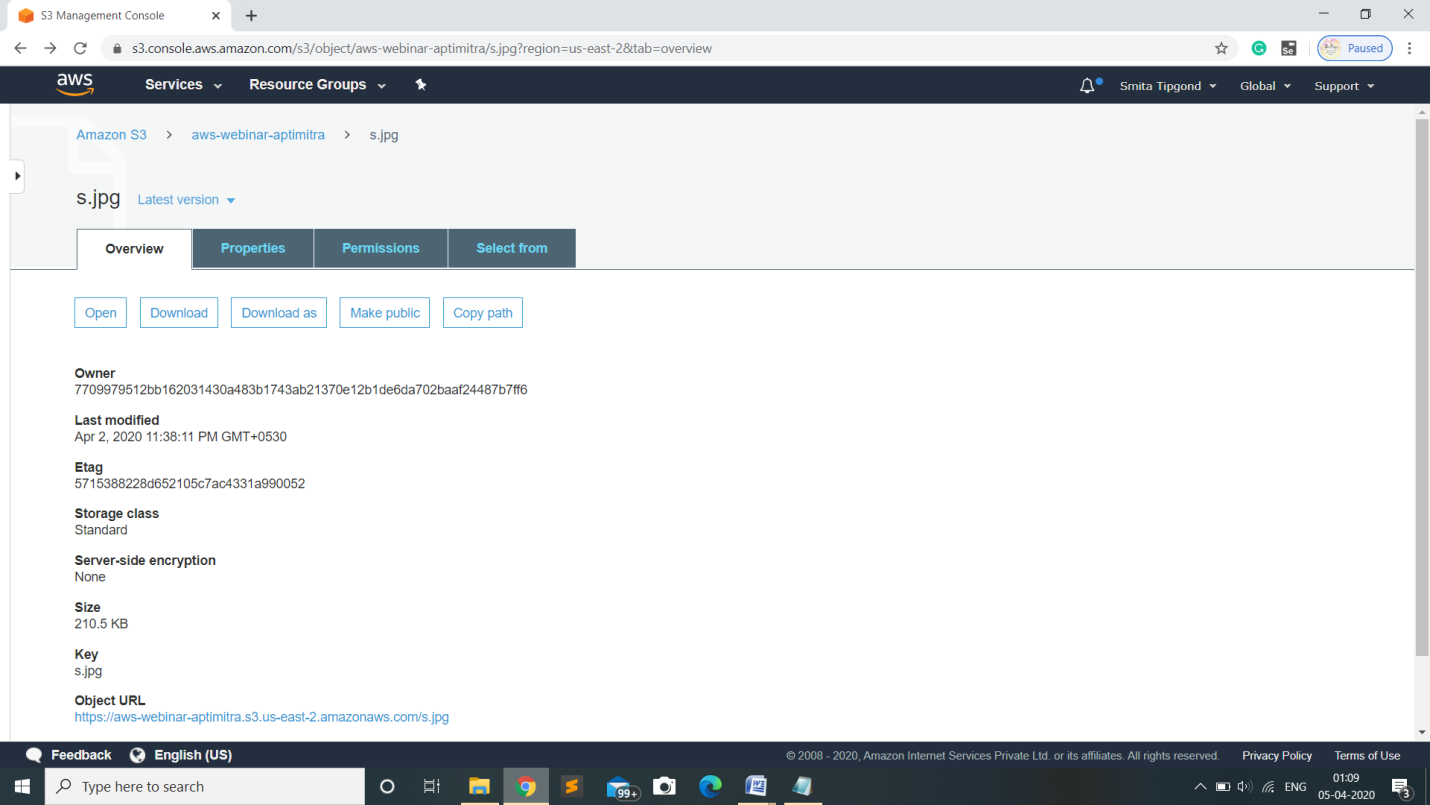 S3 Management Console
s3.console.aws.amazon.com/s3/object/aws-webinar-aptimitra/s.jpg?region=us-east-2&tab=overview
Se
Paused
aws
Services
Resource Groups
Smita Tipgond
Global
Support
Amazon S3 > aws-webinar-aptimitra > s.jpg
s.jpg Latest version
Overview
Properties
Permissions
Select from
Open
Download
Download as
Make public
Copy path
Owner
7709979512bb162031430a483b1743ab21370e12b1de6da702baaf24487b7ff6
Last modified
Apr 2, 2020 11:38:11 PM GMT+0530
Etag
5715388228d652105c7ac4331a990052
Storage class
Standard
Server-side encryption
None
Size
210.5 KB
Key
s.jpg
Object URL
https://aws-webinar-aptimitra.s3.us-east-2.amazonaws.com/s.jpg
Feedback
English (US)
© 2008 - 2020, Amazon Internet Services Private Ltd. or its affiliates. All rights reserved.
Privacy Policy
Terms of Use
Type here to search
99+
ENG
01:09
05-04-2020
3